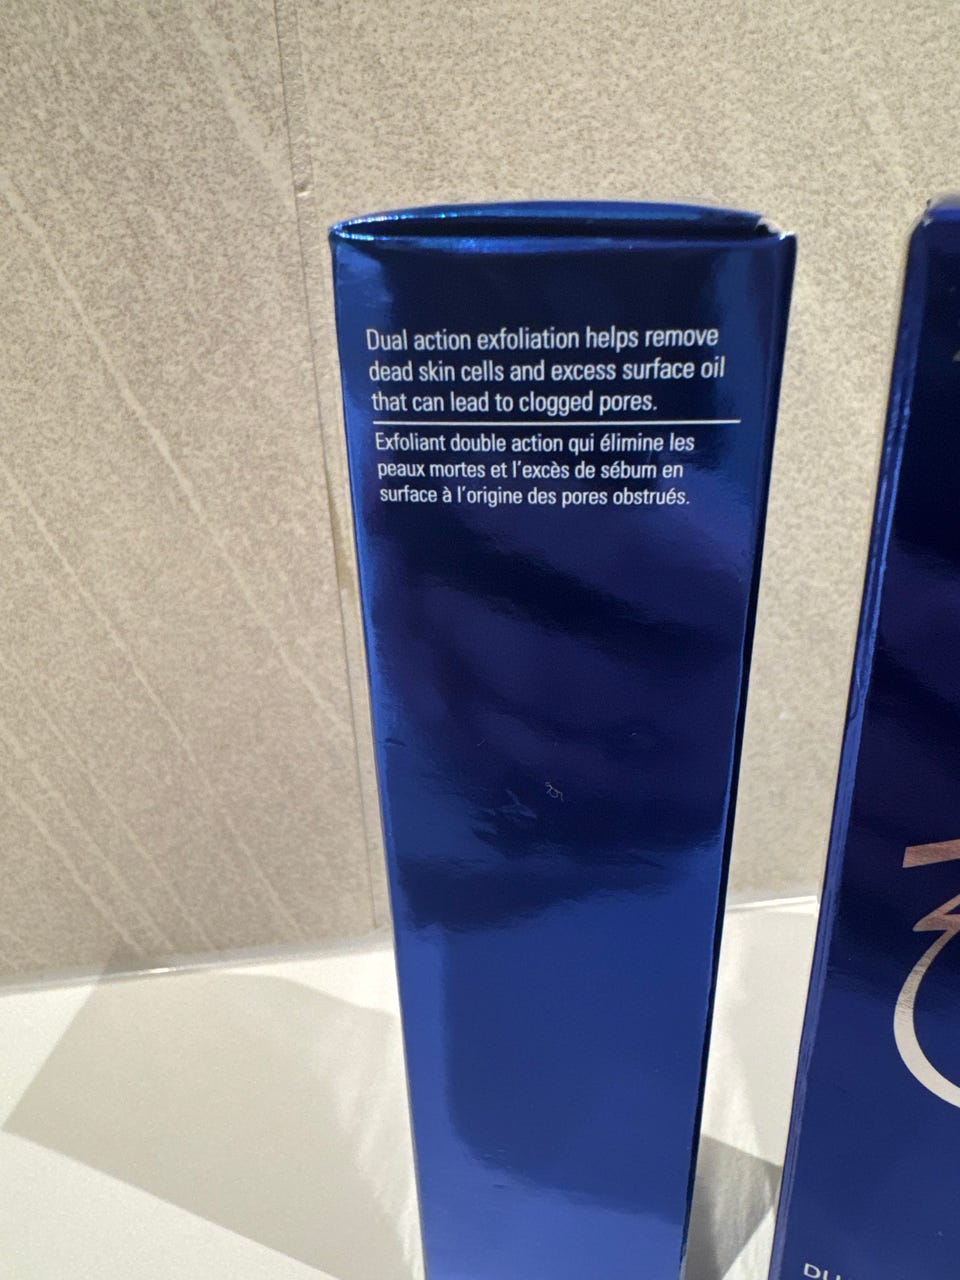 Dual action exfoliation helps remove
dead skin cells and excess surface oil
that can lead to clogged pores.
Exfoliant double action qui élimine les
peaux mortes et l'excès de sébum en
surface à l'origine des pores obstrués.